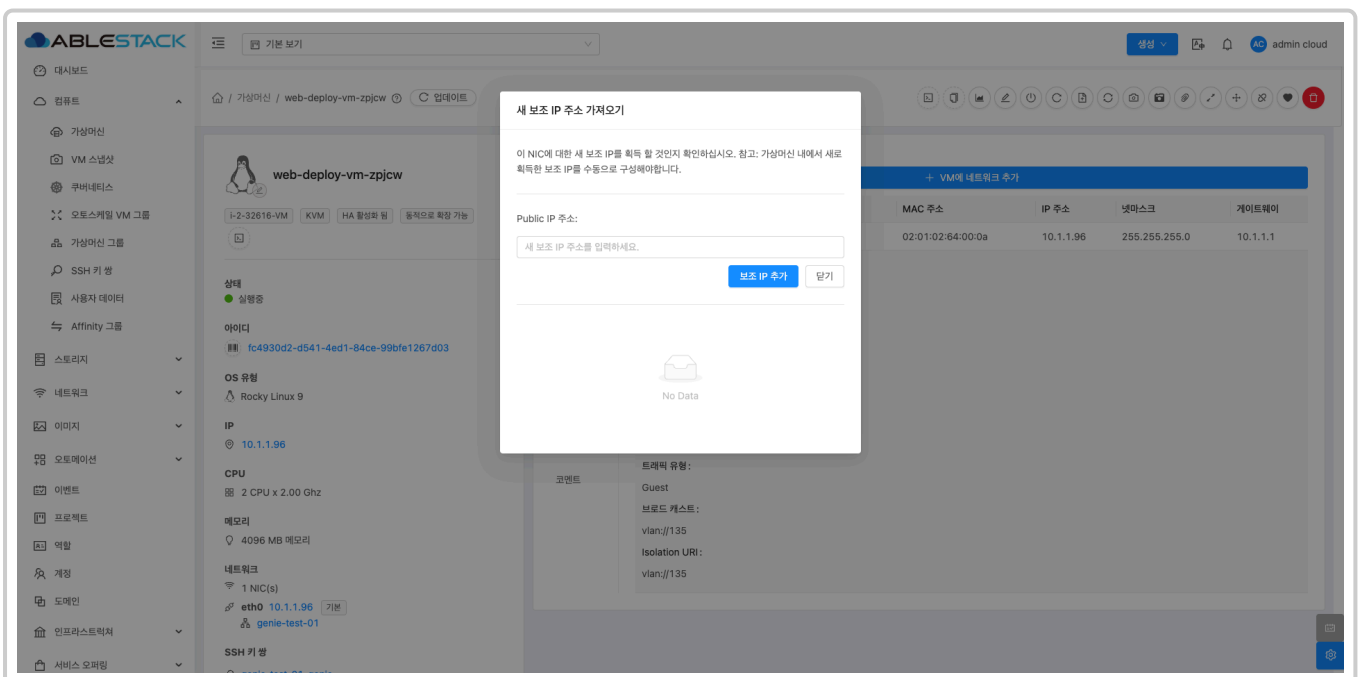 ABLESTACK
기본 보기
생성
AC admin cloud
대시보드
컴퓨트
가상머신
VM 스냅샷
쿠버네티스
오토스케일 VM 그룹
가상머신 그룹
SSH 키 쌍
사용자 데이터
Affinity 그룹
스토리지
네트워크
이미지
오토메이션
이벤트
프로젝트
역할
계정
도메인
인프라스트럭쳐
서비스 오퍼링
/ 가상머신 / web-deploy-vm-zpjcw
업데이트
web-deploy-vm-zpjcw
i-2-32616-VM KVM HA 활성화 됨 동적으로 확장 가능
상태
실행중
아이디
fc4930d2-d541-4ed1-84ce-99bfe1267d03
OS 유형
Rocky Linux 9
IP
10.1.1.96
CPU
2 CPU x 2.00 Ghz
메모리
4096 MB 메모리
네트워크
1 NIC(s)
eth0 10.1.1.96 기본
genie-test-01
SSH 키 쌍
새 보조 IP 주소 가져오기
이 NIC에 대한 새 보조 IP를 획득 할 것인지 확인하십시오. 참고: 가상머신 내에서 새로
획득한 보조 IP를 수동으로 구성해야합니다.
Public IP 주소:
새 보조 IP 주소를 입력하세요.
보조 IP 추가 닫기
No Data
+ VM에 네트워크 추가
MAC 주소 IP 주소 넷마스크 게이트웨이
02:01:02:64:00:0a 10.1.1.96 255.255.255.0 10.1.1.1
코멘트
트래픽 유형 :
Guest
브로드 캐스트 :
vlan://135
Isolation URI :
vlan://135